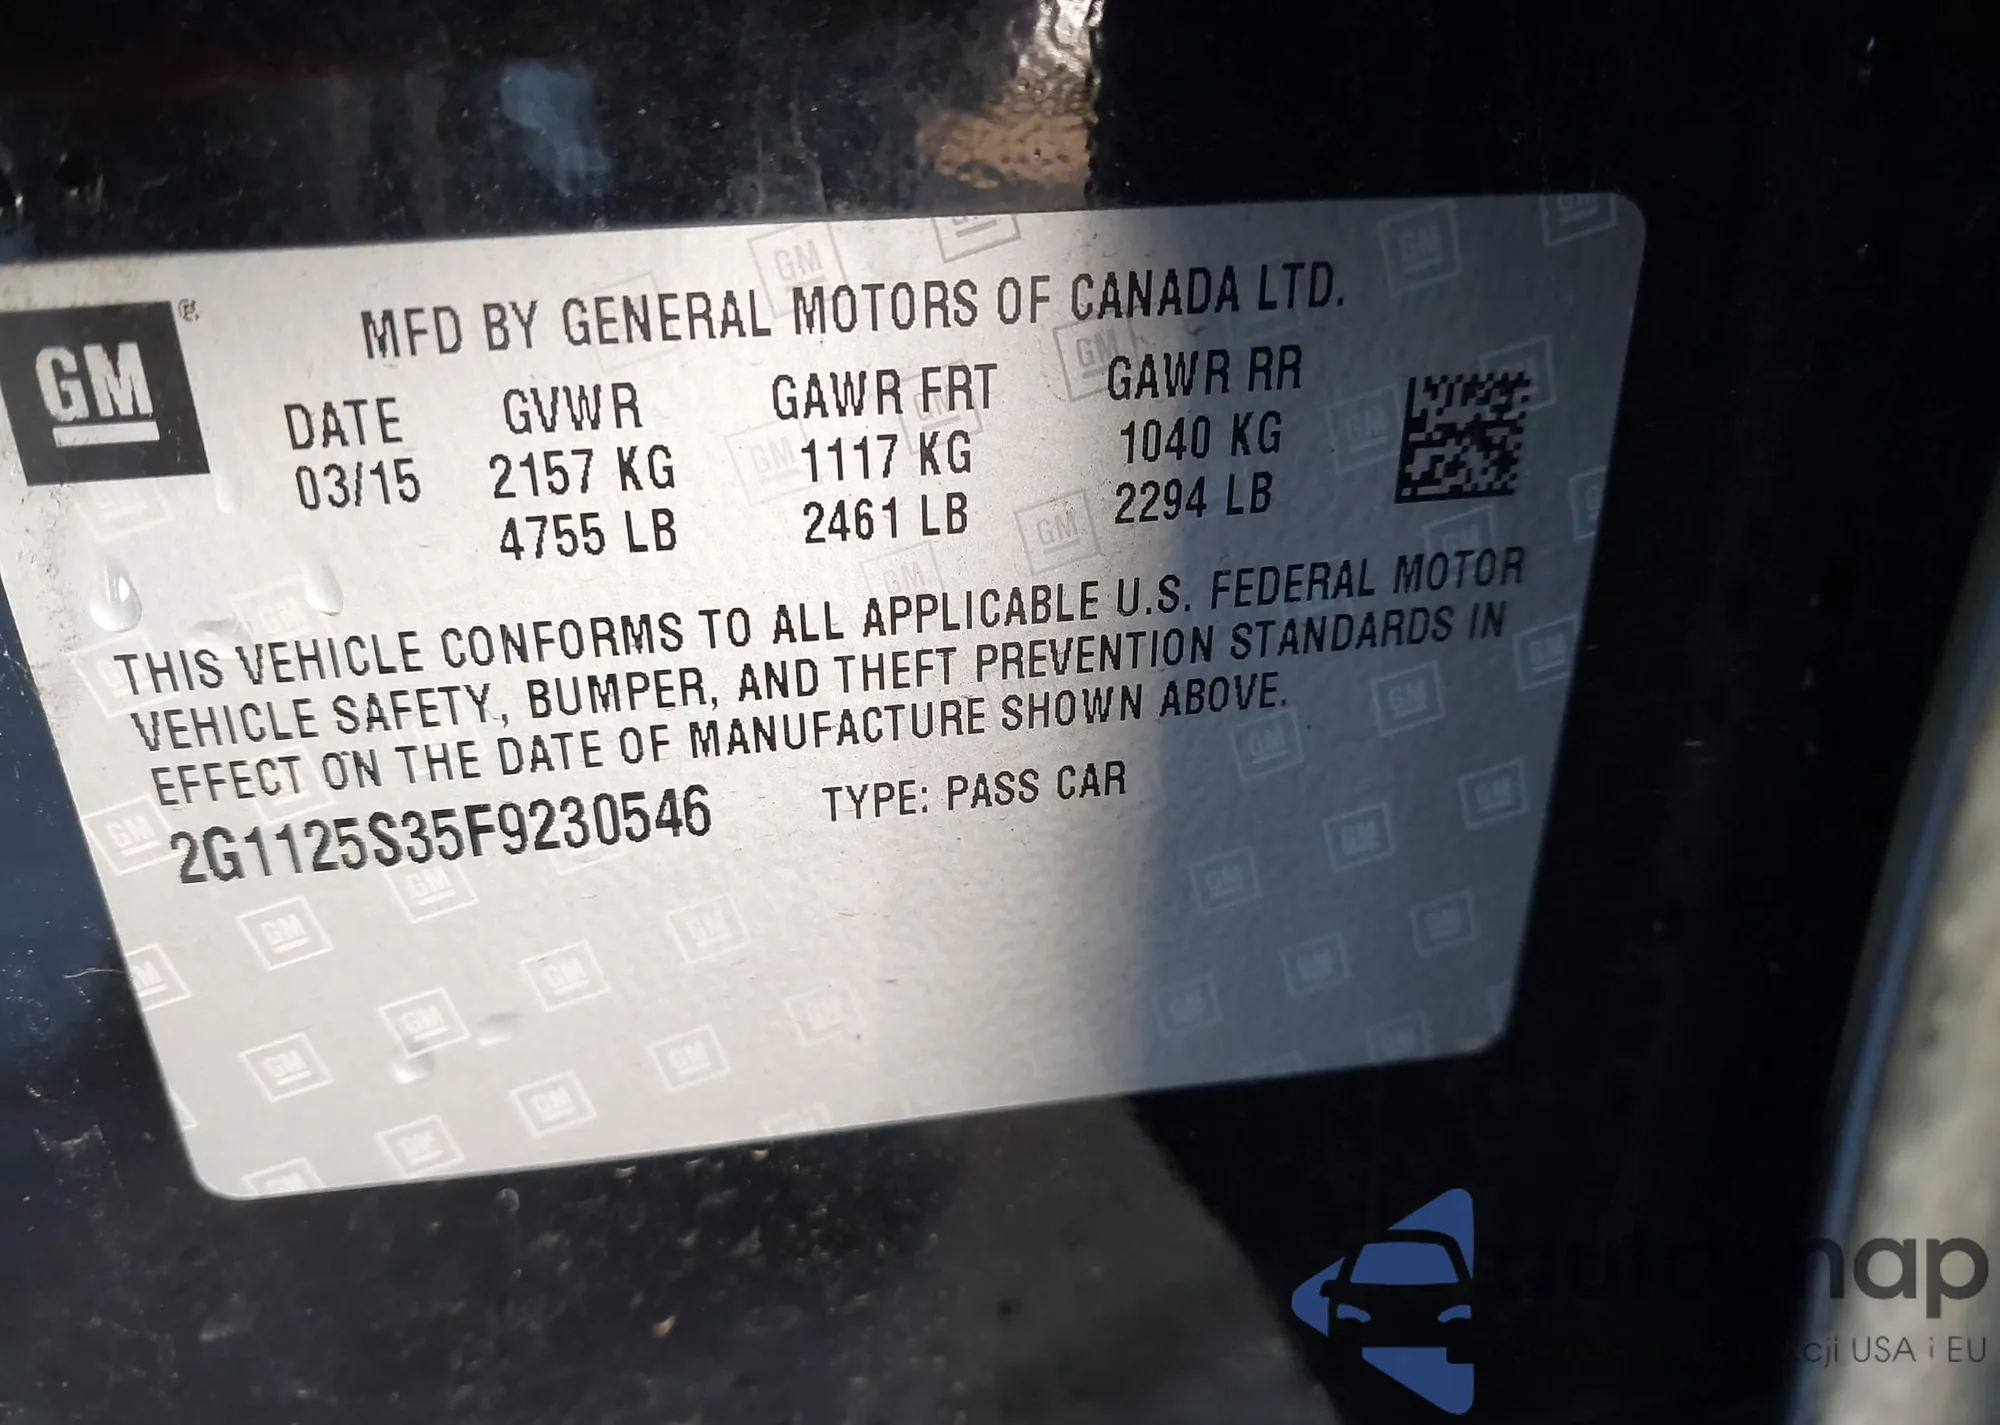 GM
MFD BY GENERAL MOTORS OF CANADA LTD.
DATE GVWR GAWR FRT GAWR RR
03/15 2157 KG 1117 KG 1040 KG
4755 LB 2461 LB 2294 LB
THIS VEHICLE CONFORMS TO ALL APPLICABLE U.S. FEDERAL MOTOR
VEHICLE SAFETY, BUMPER, AND THEFT PREVENTION STANDARDS IN
EFFECT ON THE DATE OF MANUFACTURE SHOWN ABOVE.
2G1125S35F9230546 TYPE: PASS CAR
USA i EU